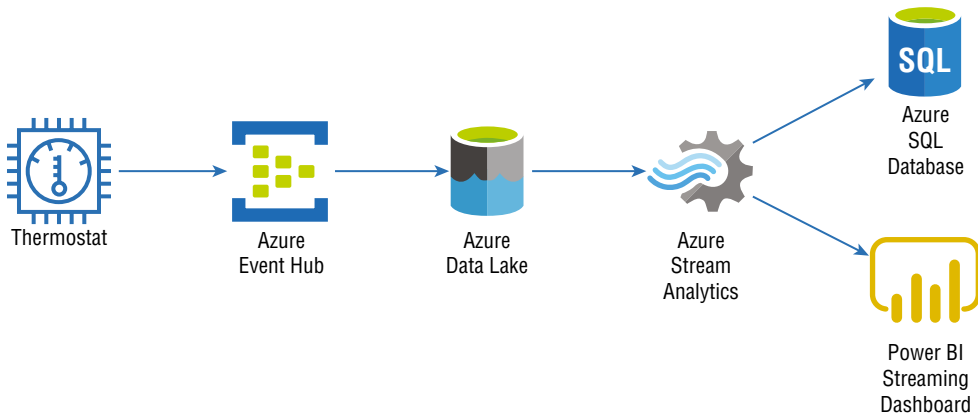 Thermostat
Azure
Event Hub
Azure
Data Lake
Azure
Stream
Analytics
SQL
Azure
SQL
Database
Power BI
Streaming
Dashboard